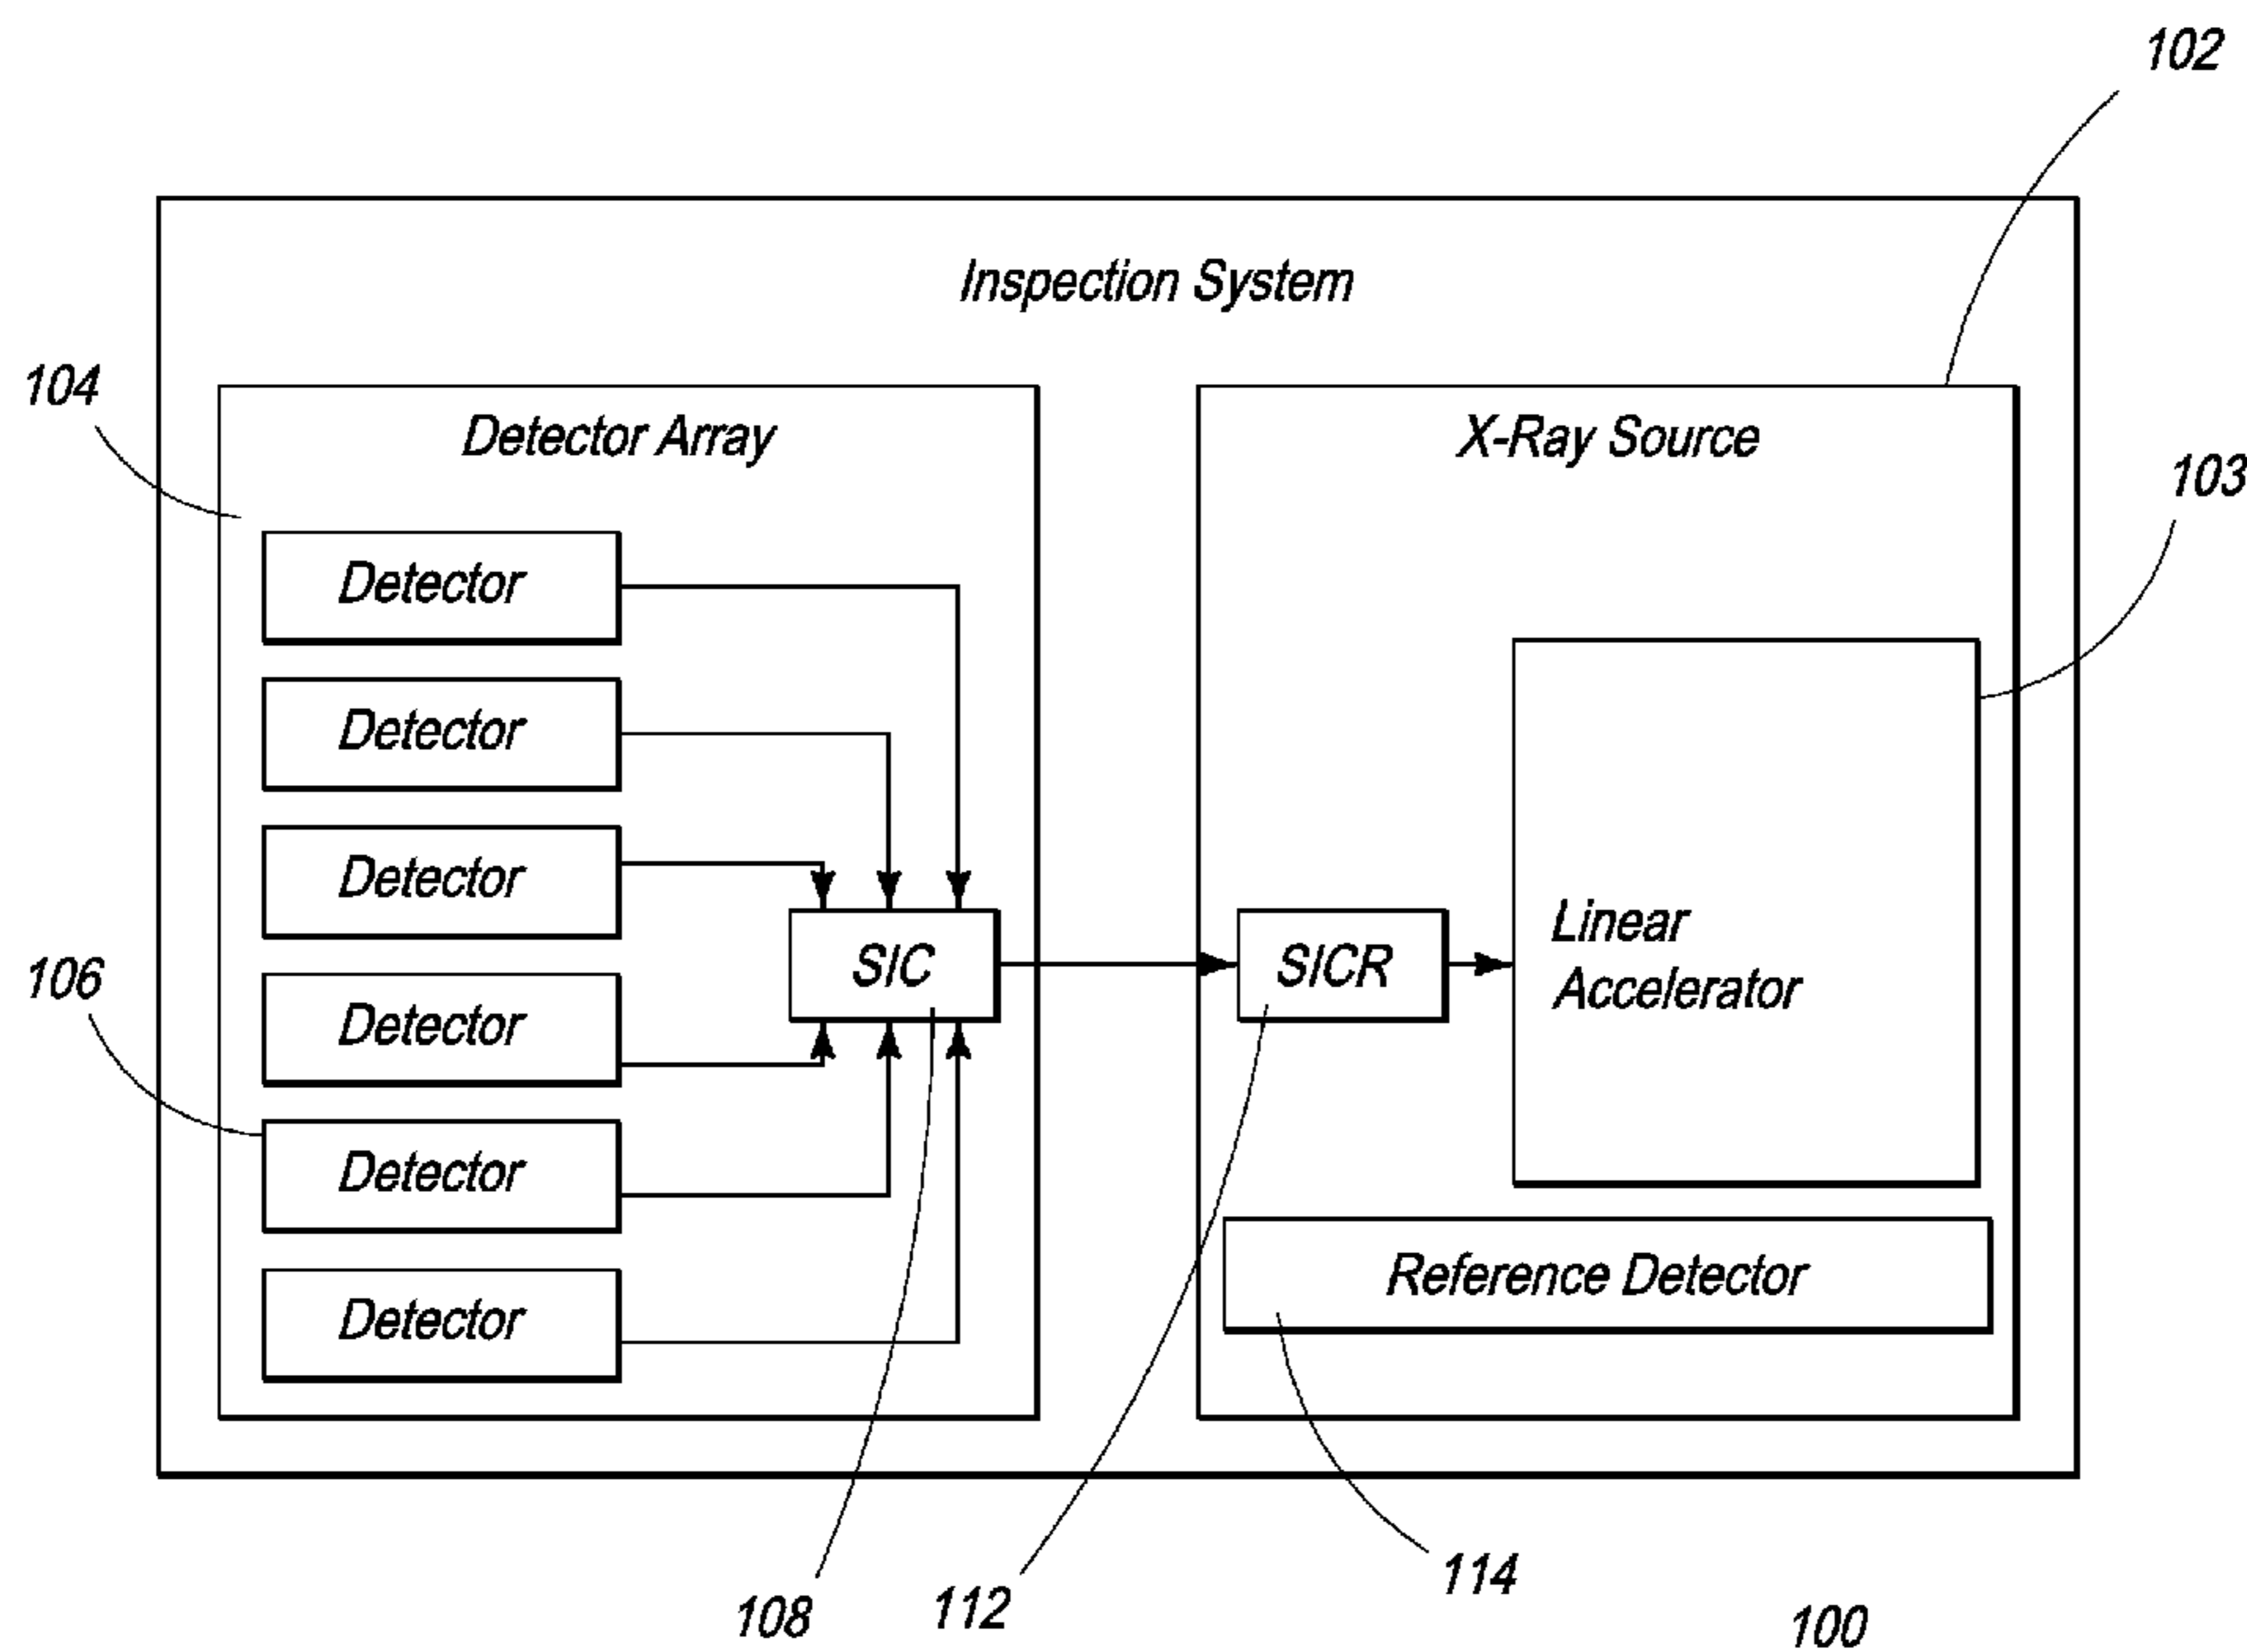 102
Inspection System
104
Detector Array
X-Ray Source
103
Detector
Detector
Detector
Linear
Accelerator
SIC
SICR
106
Detector
Detector
Reference Detector
Detector
114
108
112
100